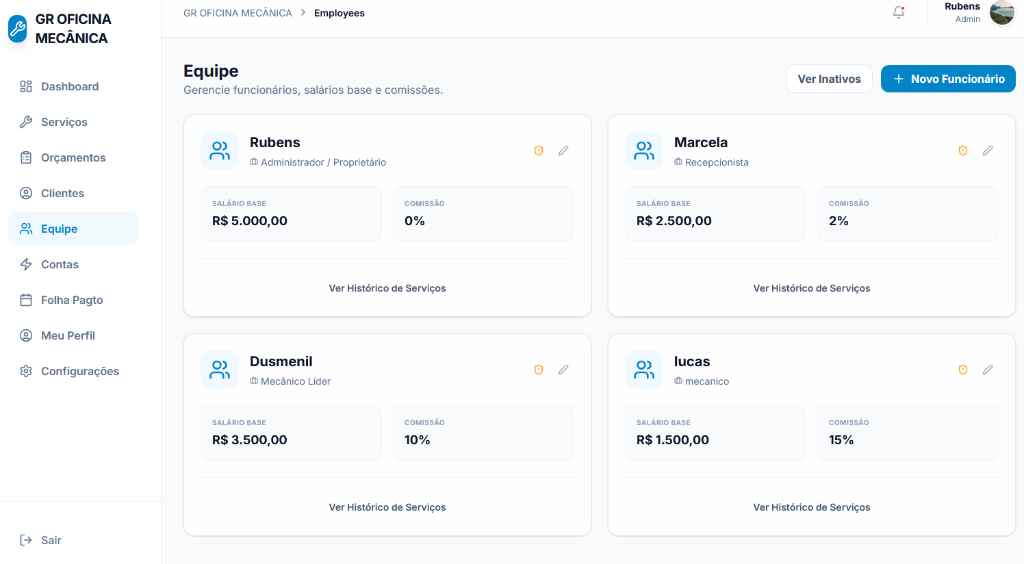 GR OFICINA
MECÂNICA
Dashboard
Serviços
Orçamentos
Clientes
Equipe
Contas
Folha Pagto
Meu Perfil
Configurações
Sair
GR OFICINA MECÂNICA > Employees
Rubens
Admin
Equipe
Gerencie funcionários, salários base e comissões.
Ver Inativos
+ Novo Funcionário
Rubens
Administrador / Proprietário
SALÁRIO BASE
R$ 5.000,00
COMISSÃO
0%
Ver Histórico de Serviços
Marcela
Recepcionista
SALÁRIO BASE
R$ 2.500,00
COMISSÃO
2%
Ver Histórico de Serviços
Dusmenil
Mecânico Líder
SALÁRIO BASE
R$ 3.500,00
COMISSÃO
10%
Ver Histórico de Serviços
lucas
mecanico
SALÁRIO BASE
R$ 1.500,00
COMISSÃO
15%
Ver Histórico de Serviços